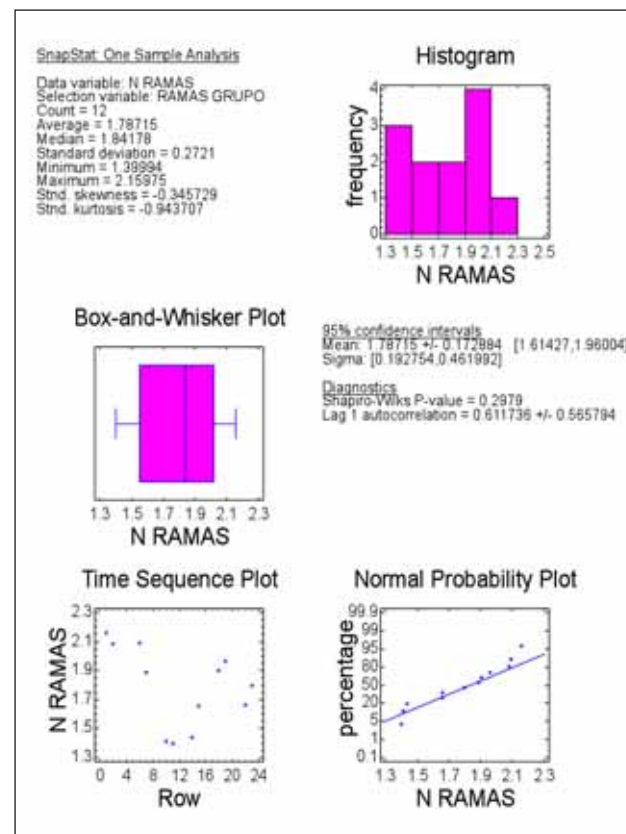 SnapStat: One Sample Analysis
Data variable: N RAMAS
Selection variable: RAMAS GRUPO
Count = 12
Average = 1.78715
Median = 1.84178
Standard deviation = 0.2721
Minimum = 1.39994
Maximum = 2.15975
Stnd. skewness = -0.345729
Stnd. kurtosis = -0.943707
Histogram
frequency
4
3
2
1
0
1.3 1.5 1.7 1.9 2.1 2.3 2.5
N RAMAS
Box-and-Whisker Plot
1.3 1.5 1.7 1.9 2.1 2.3
N RAMAS
95% confidence intervals
Mean: 1.78715 +/- 0.172884 [1.61427,1.96004]
Sigma: [0.192754,0.461992]
Diagnostics
Shapiro-Wilks P-value = 0.2979
Lag 1 autocorrelation = 0.611736 +/- 0.565794
Time Sequence Plot
N RAMAS
2.3
2.1
1.9
1.7
1.5
1.3
0 4 8 12 16 20 24
Row
Normal Probability Plot
percentage
99.9
99
95
80
50
20
5
1
0.1
1.3 1.5 1.7 1.9 2.1 2.3
N RAMAS